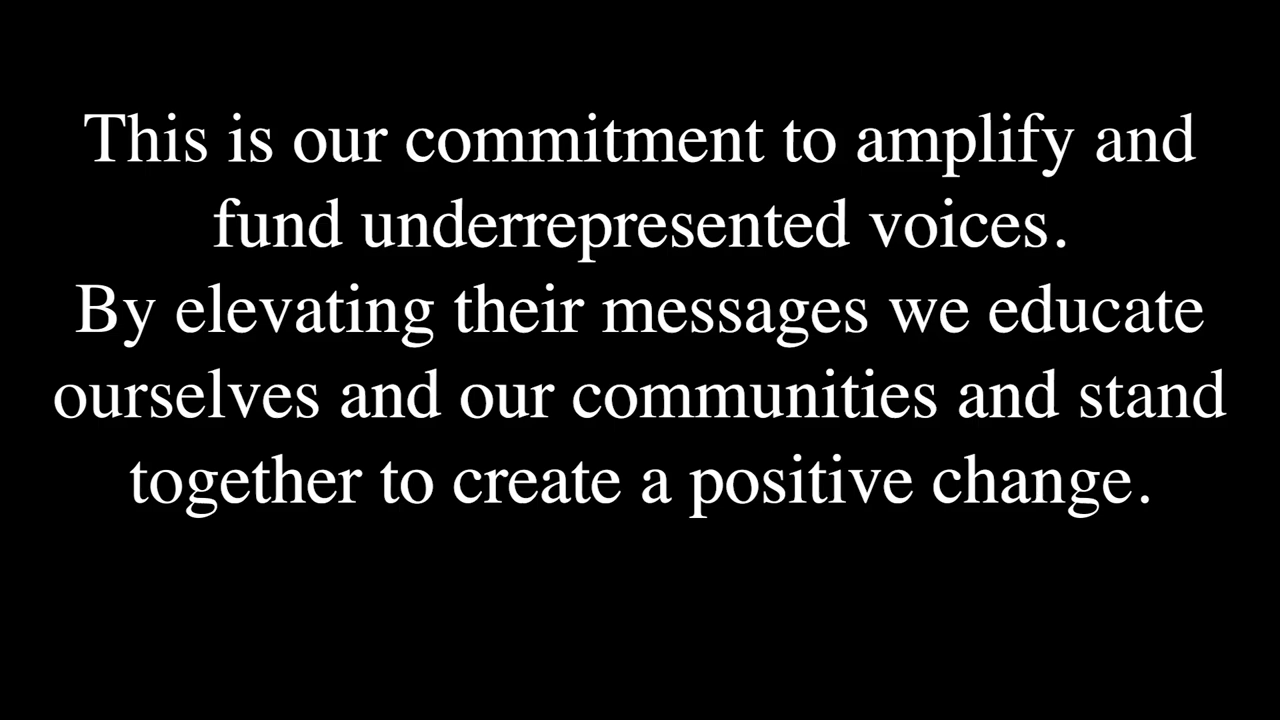 This is our commitment to amplify and
fund underrepresented voices.
By elevating their messages we educate
ourselves and our communities and stand
together to create a positive change.